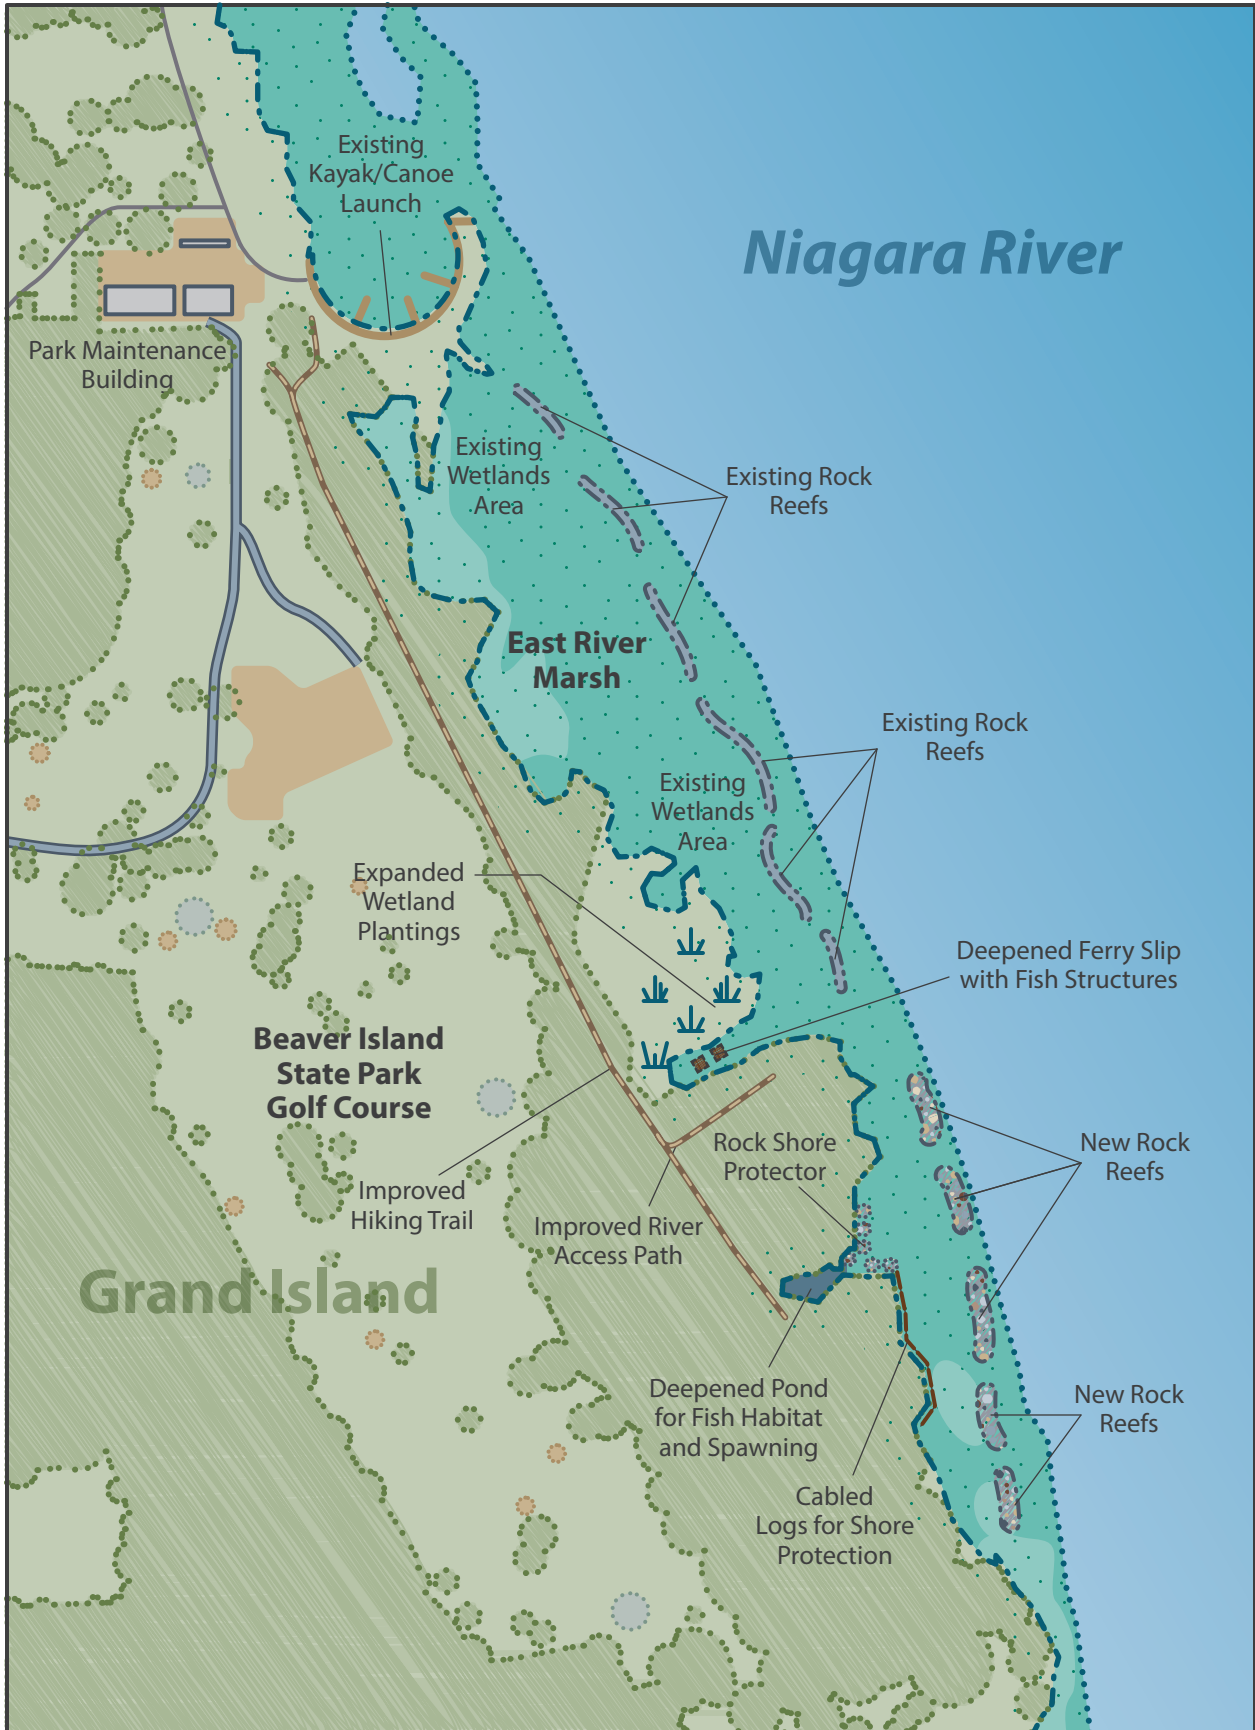 Existing
Kayak/Canoe
Launch
Niagara River
Park Maintenance
Building
Existing
Wetlands
Area
Existing Rock
Reefs
East River
Marsh
Existing Rock
Reefs
Existing
Wetlands
Area
Expanded
Wetland
Plantings
Deepened Ferry Slip
with Fish Structures
Beaver Island
State Park
Golf Course
Rock Shore
Protector
New Rock
Reefs
Improved
Hiking Trail
Improved River
Access Path
Grand Island
Deepened Pond
for Fish Habitat
and Spawning
New Rock
Reefs
Cabled
Logs for Shore
Protection